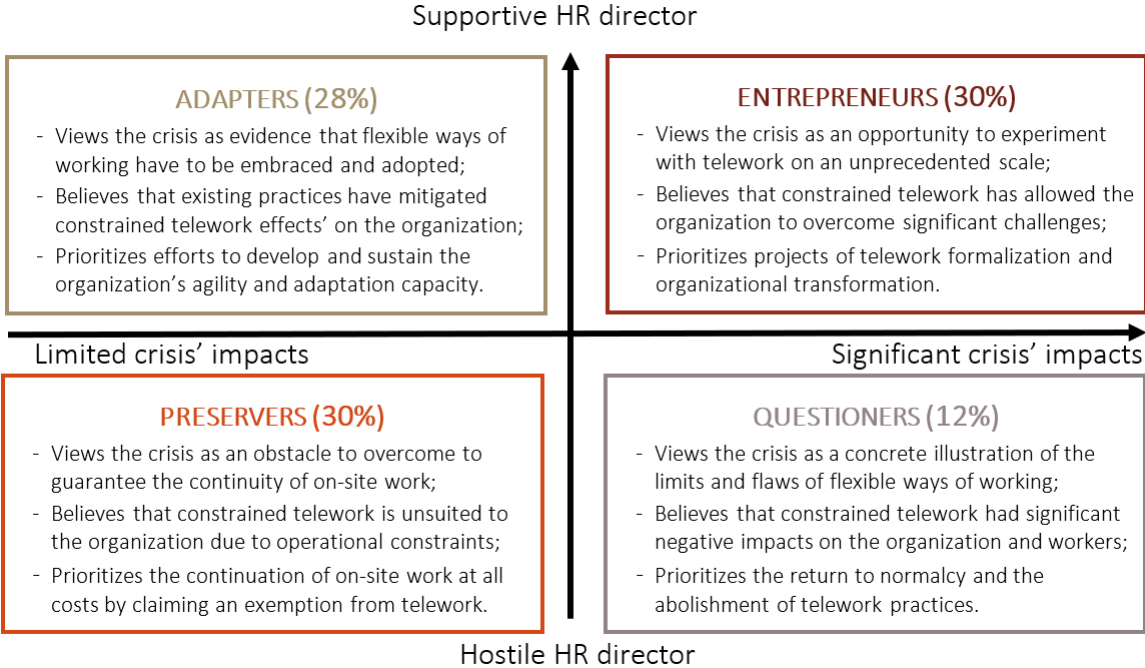 Supportive HR director
ADAPTERS (28%)
- Views the crisis as evidence that flexible ways of
working have to be embraced and adopted;
- Believes that existing practices have mitigated
constrained telework effects’ on the organization;
- Prioritizes efforts to develop and sustain the
organization’s agility and adaptation capacity.
ENTREPRENEURS (30%)
- Views the crisis as an opportunity to experiment
with telework on an unprecedented scale;
- Believes that constrained telework has allowed the
organization to overcome significant challenges;
- Prioritizes projects of telework formalization and
organizational transformation.
Limited crisis’ impacts
Significant crisis’ impacts
PRESERVERS (30%)
- Views the crisis as an obstacle to overcome to
guarantee the continuity of on-site work;
- Believes that constrained telework is unsuited to
the organization due to operational constraints;
- Prioritizes the continuation of on-site work at all
costs by claiming an exemption from telework.
QUESTIONERS (12%)
- Views the crisis as a concrete illustration of the
limits and flaws of flexible ways of working;
- Believes that constrained telework had significant
negative impacts on the organization and workers;
- Prioritizes the return to normalcy and the
abolishment of telework practices.
Hostile HR director